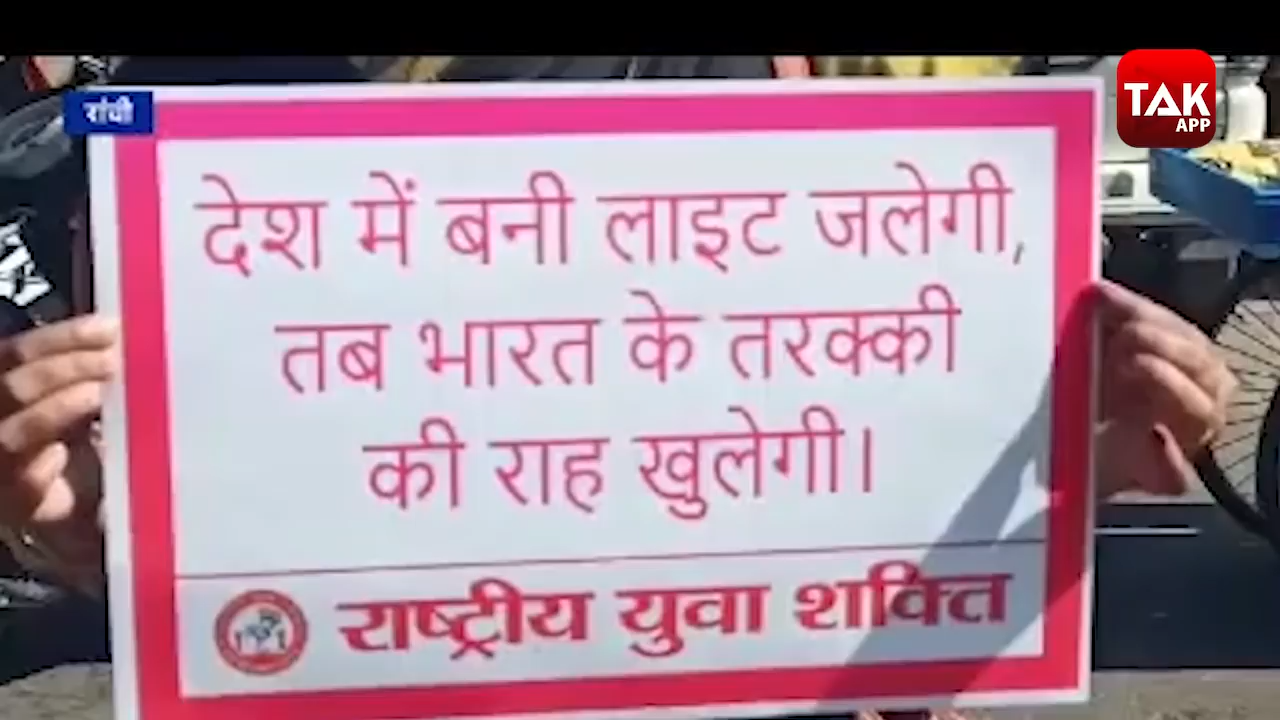 रांची
TAK
APP
देश में बनी लाइट जलेगी,
तब भारत के तरक्की
की राह खुलेगी।
राष्ट्रीय युवा शक्ति